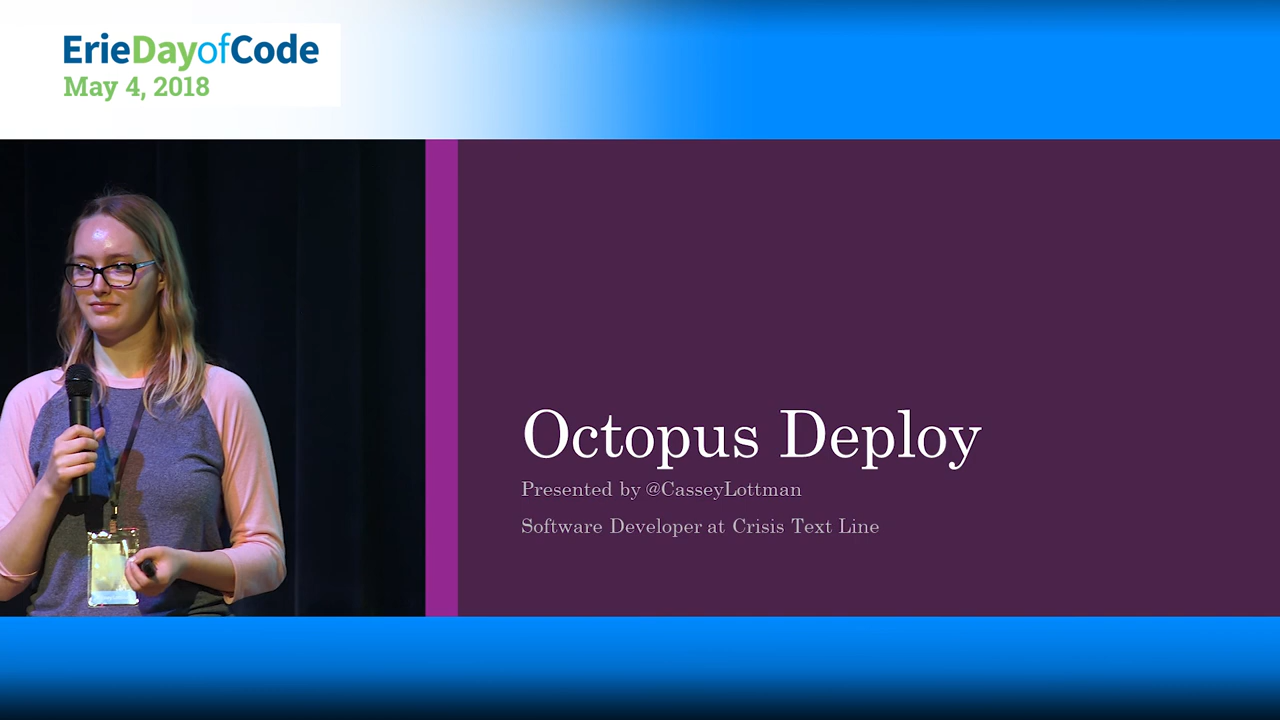 ErieDayofCode
May 4, 2018
Octopus Deploy
Presented by @CasseyLottman
Software Developer at Crisis Text Line